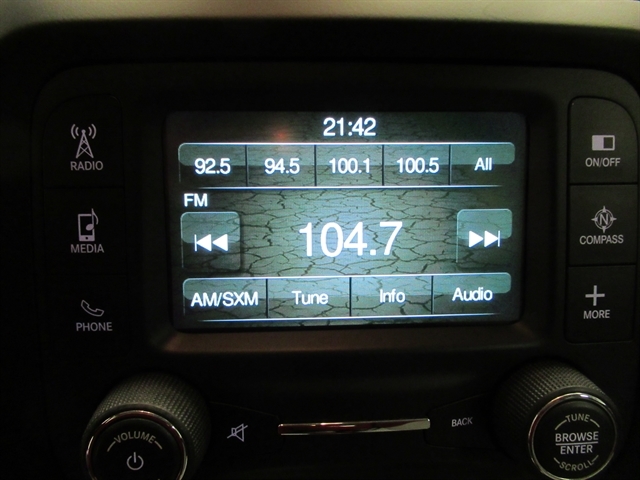 21:42
92.5 94.5 100.1 100.5 All
FM
104.7
AM/SXM Tune Info Audio
RADIO
MEDIA
PHONE
ON/OFF
N
COMPASS
MORE
VOLUME
BACK
TUNE
BROWSE
ENTER
SCROLL